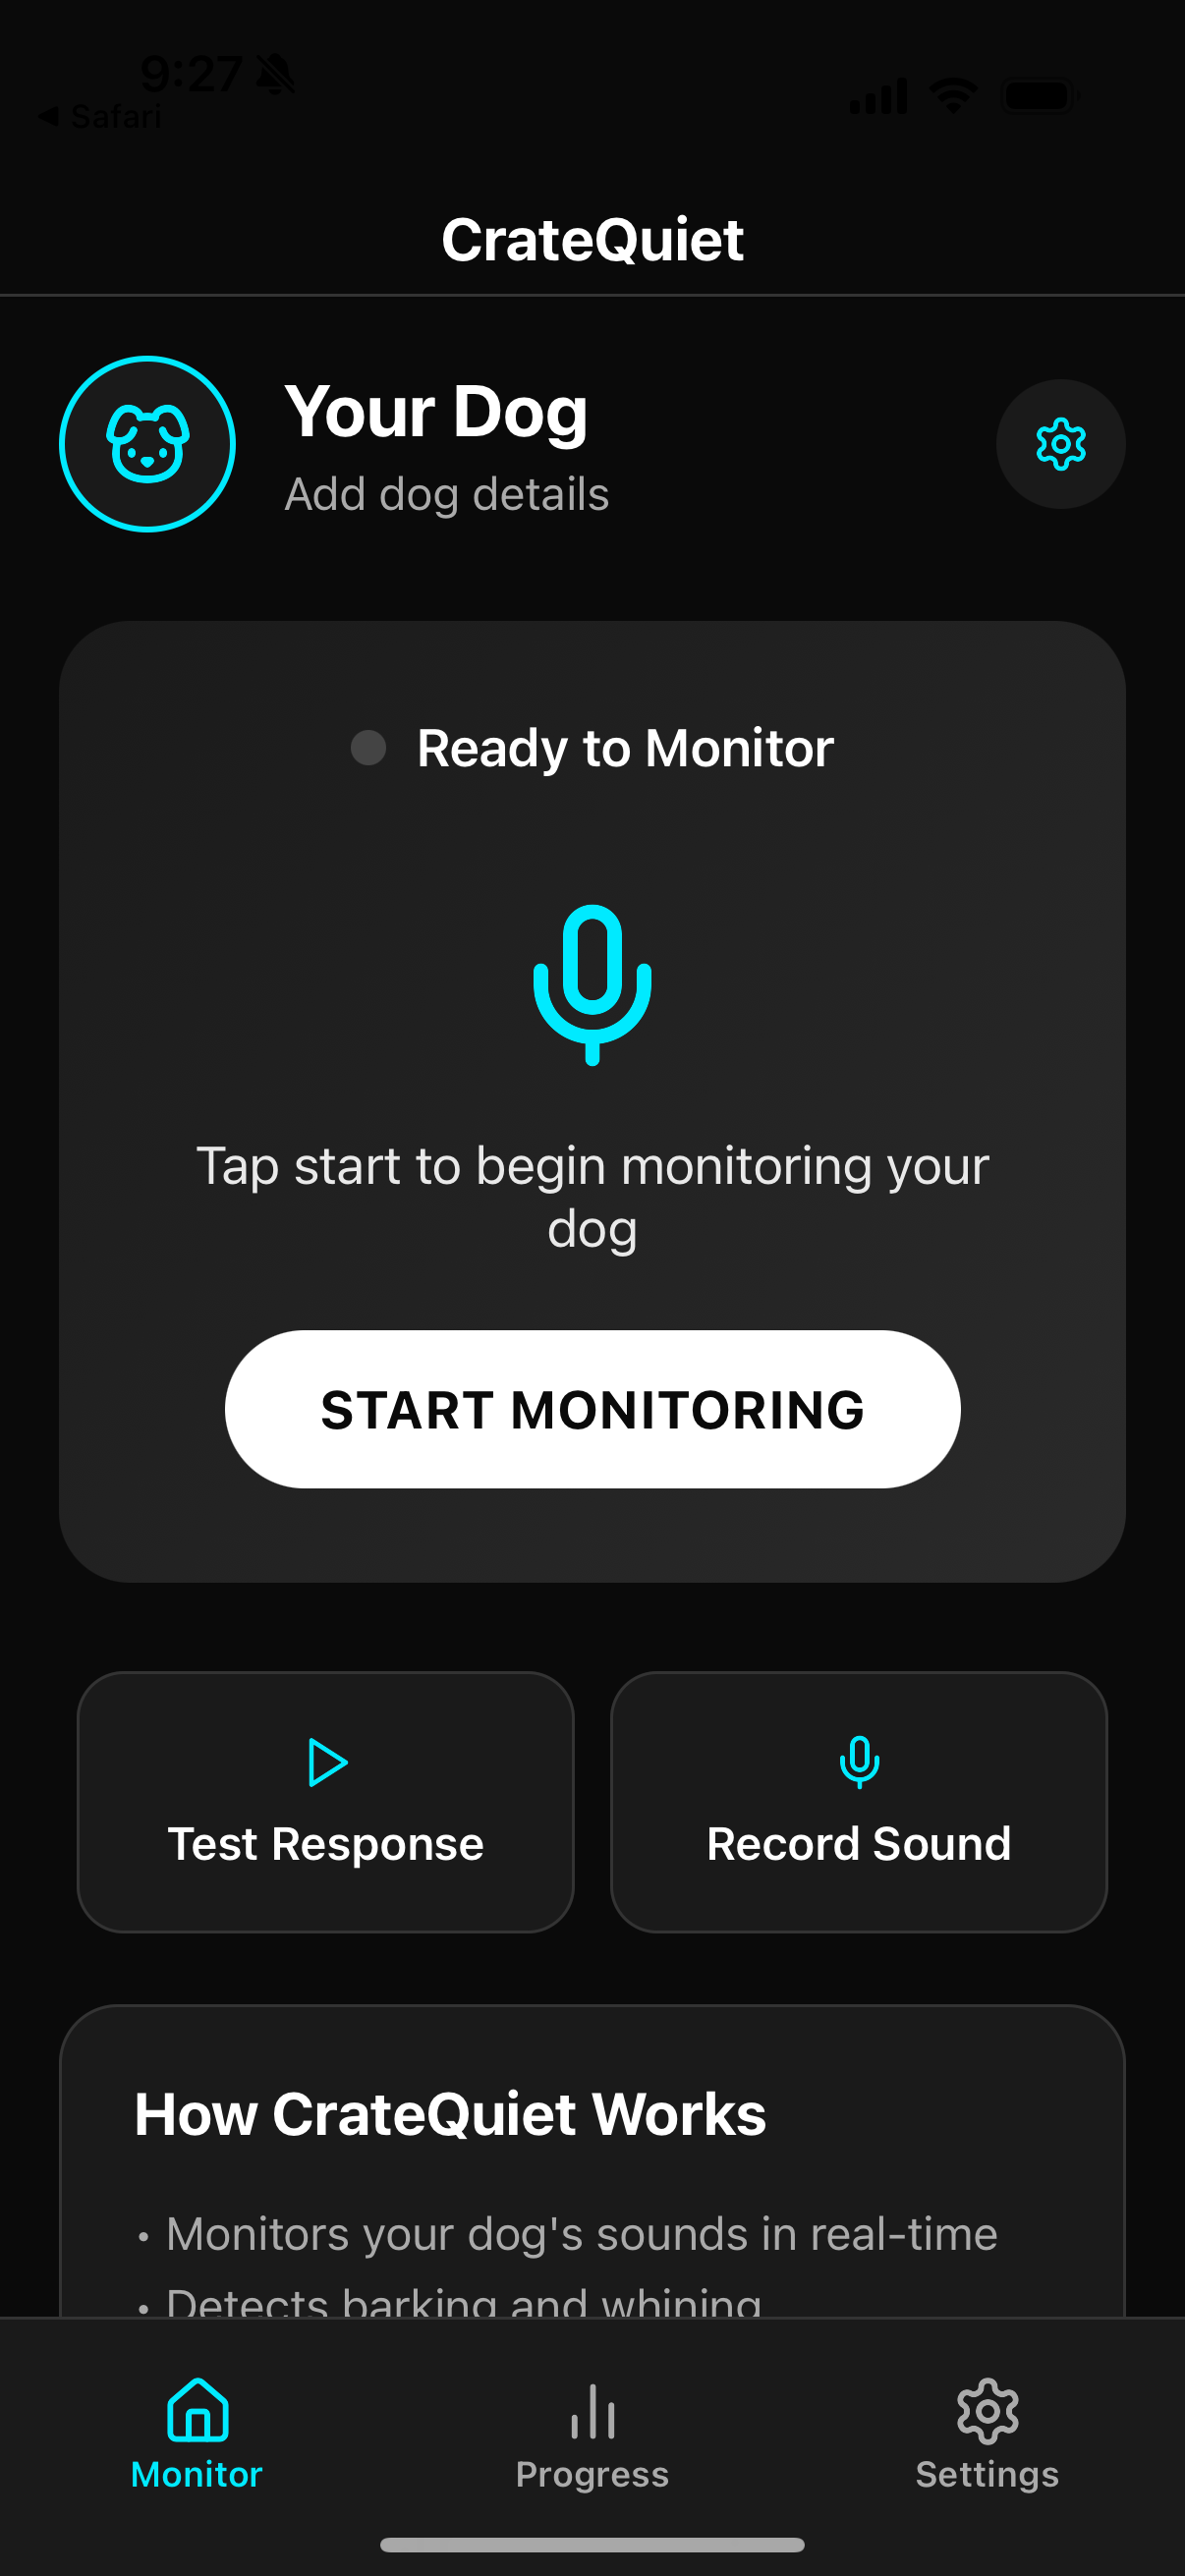 9:27
◀ Safari
CrateQuiet
Your Dog
Add dog details
Ready to Monitor
Tap start to begin monitoring your
dog
START MONITORING
Test Response
Record Sound
How CrateQuiet Works
• Monitors your dog's sounds in real-time
• Detects barking and whining
Monitor
Progress
Settings